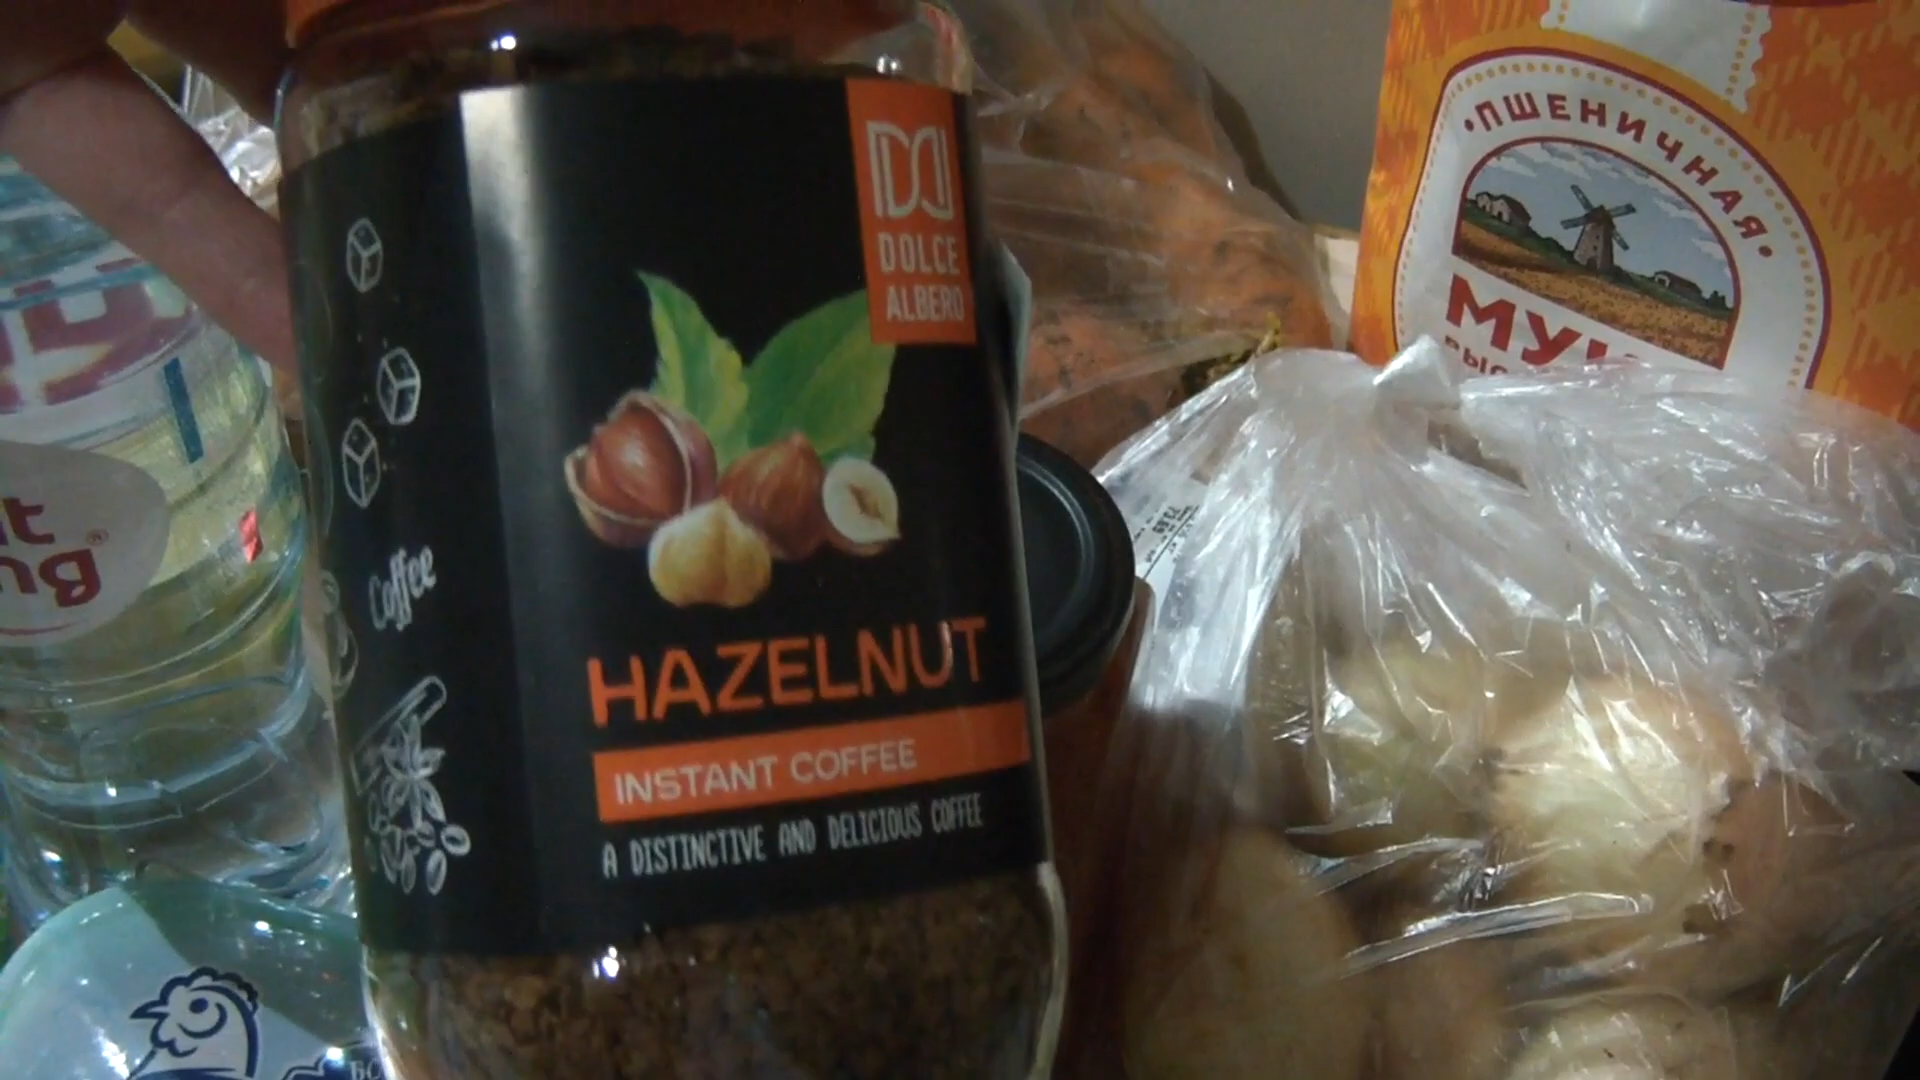 DOLCE
ALBERO
Coffee
HAZELNUT
INSTANT COFFEE
A DISTINCTIVE AND DELICIOUS COFFEE
•ПШЕНИЧНАЯ•